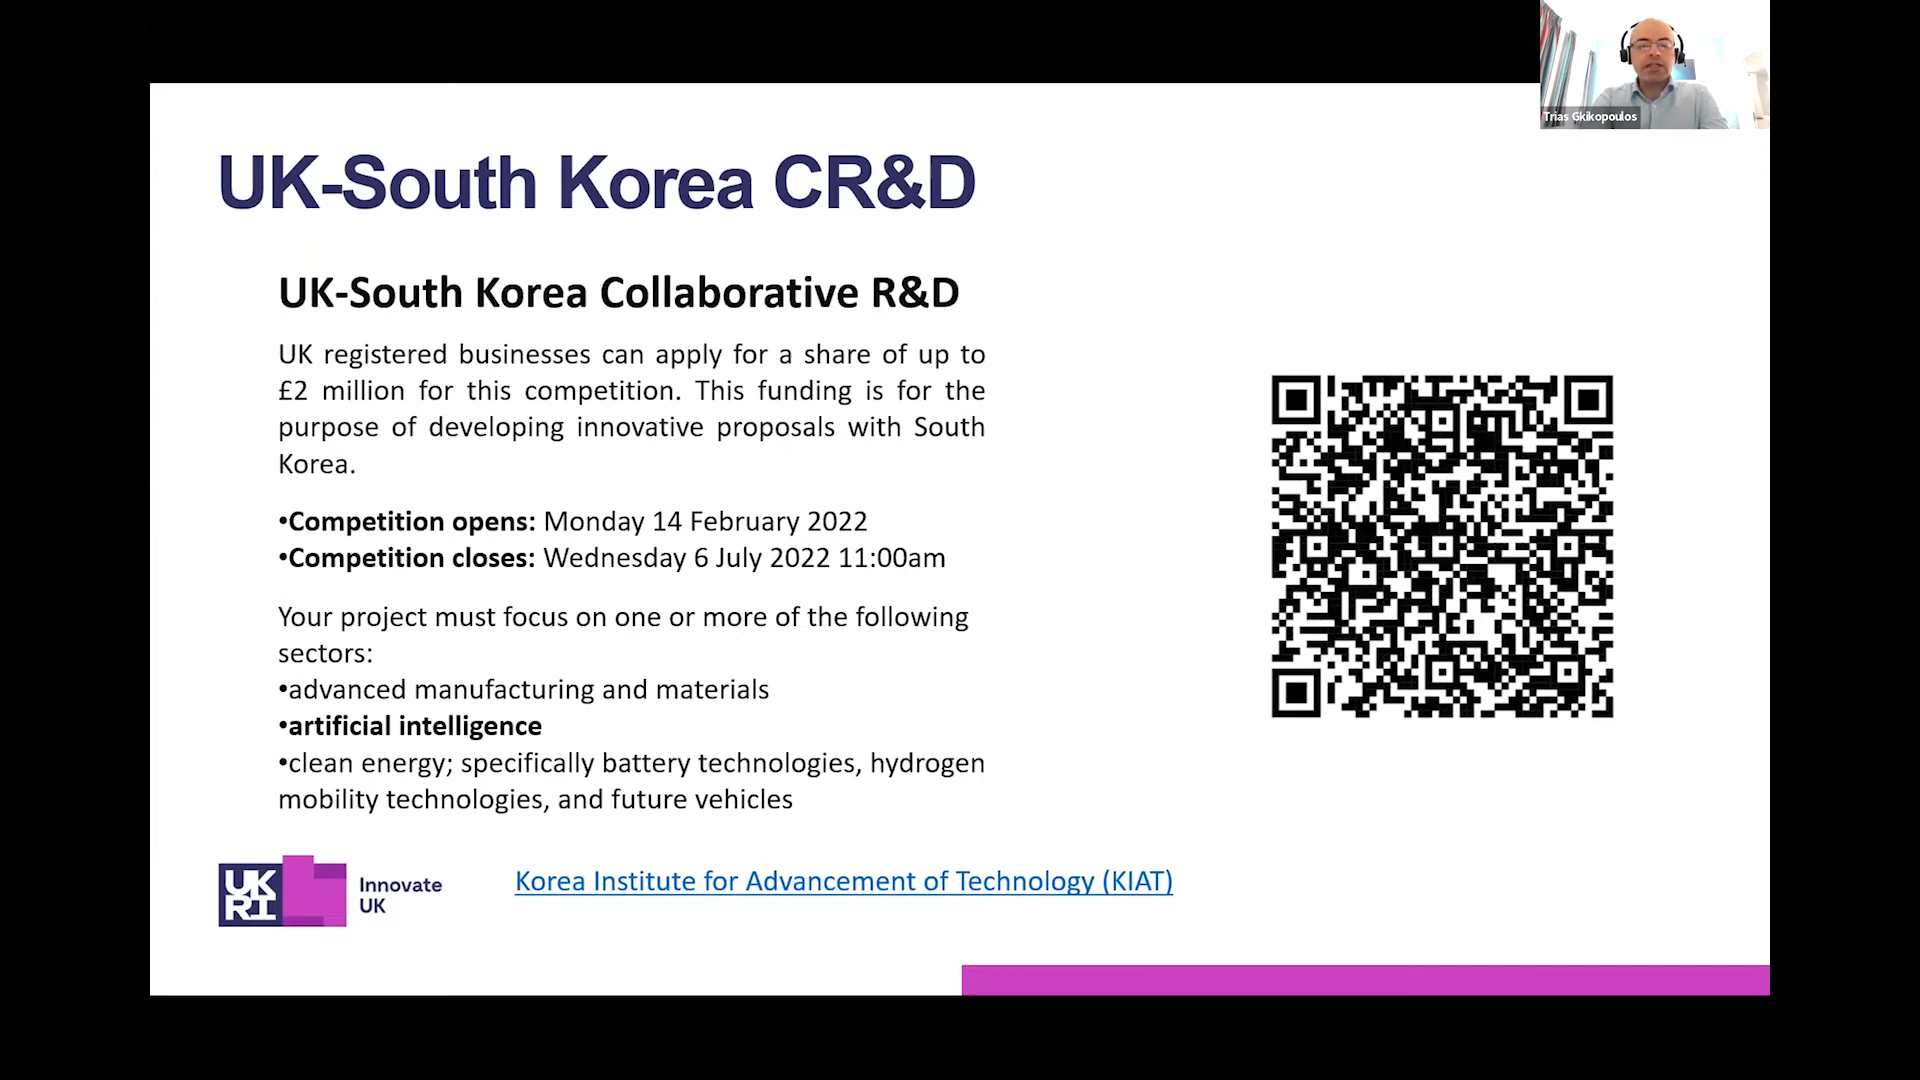 Trias Gkikopoulos
UK-South Korea CR&D
UK-South Korea Collaborative R&D
UK registered businesses can apply for a share of up to
£2 million for this competition. This funding is for the
purpose of developing innovative proposals with South
Korea.
•Competition opens: Monday 14 February 2022
•Competition closes: Wednesday 6 July 2022 11:00am
Your project must focus on one or more of the following
sectors:
•advanced manufacturing and materials
•artificial intelligence
•clean energy; specifically battery technologies, hydrogen
mobility technologies, and future vehicles
UK
RI
Innovate
UK
Korea Institute for Advancement of Technology (KIAT)